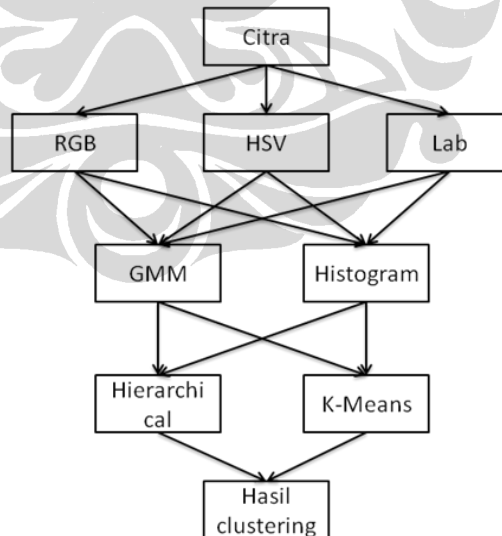 Citra
RGB
HSV
Lab
GMM
Histogram
Hierarchi
cal
K-Means
Hasil
clustering